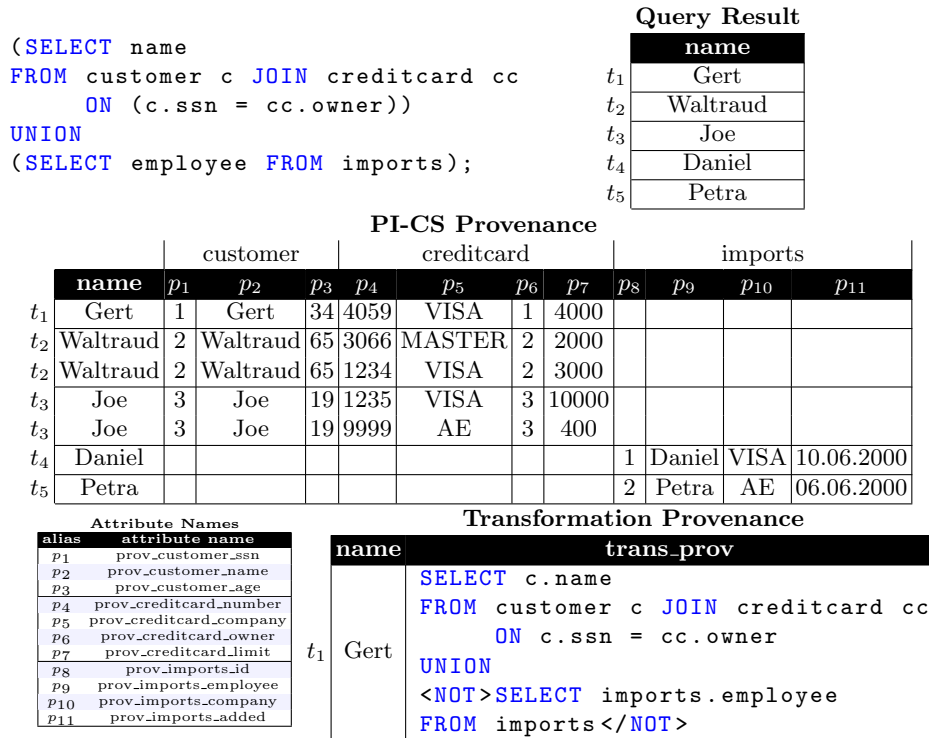 (SELECT name
FROM customer c JOIN creditcard cc
ON (c.ssn = cc.owner))
UNION
(SELECT employee FROM imports);
Query Result
name
t1 Gert
t2 Waltraud
t3 Joe
t4 Daniel
t5 Petra
PI-CS Provenance
customer creditcard imports
name p1 p2 p3 p4 p5 p6 p7 p8 p9 p10 p11
t1 Gert 1 Gert 34 4059 VISA 1 4000
t2 Waltraud 2 Waltraud 65 3066 MASTER 2 2000
t2 Waltraud 2 Waltraud 65 1234 VISA 2 3000
t3 Joe 3 Joe 19 1235 VISA 3 10000
t3 Joe 3 Joe 19 9999 AE 3 400
t4 Daniel 1 Daniel VISA 10.06.2000
t5 Petra 2 Petra AE 06.06.2000
Attribute Names
alias attribute name
p1 prov_customer_ssn
p2 prov_customer_name
p3 prov_customer_age
p4 prov_creditcard_number
p5 prov_creditcard_company
p6 prov_creditcard_owner
p7 prov_creditcard_limit
p8 prov_imports_id
p9 prov_imports_employee
p10 prov_imports_company
p11 prov_imports_added
Transformation Provenance
name trans_prov
t1 Gert
SELECT c.name
FROM customer c JOIN creditcard cc
ON c.ssn = cc.owner
UNION
<NOT>SELECT imports.employee
FROM imports</NOT>